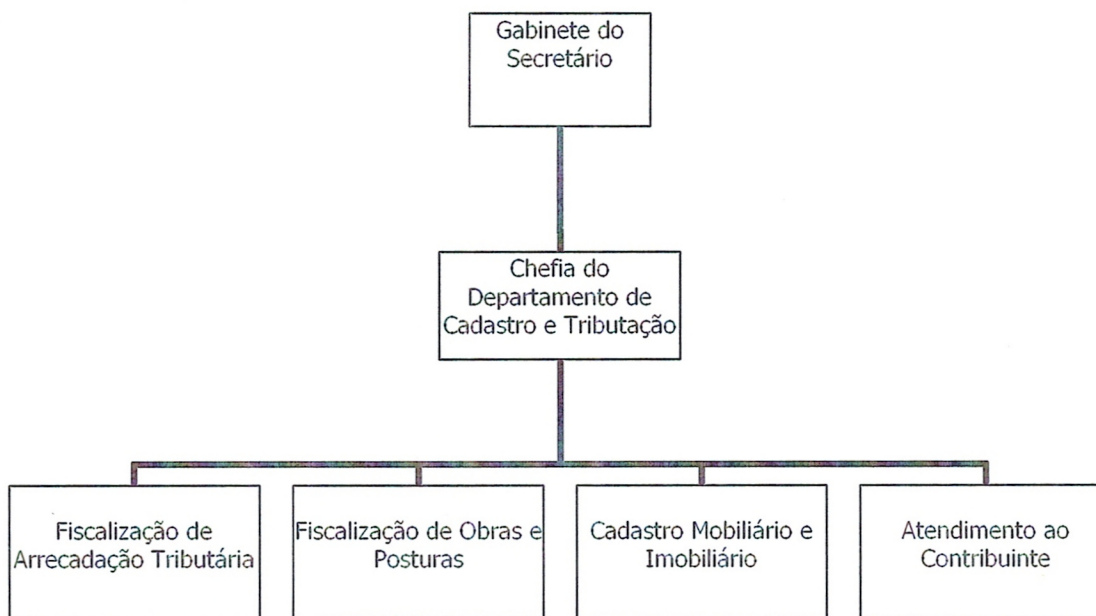 Gabinete do
Secretário
Chefia do
Departamento de
Cadastro e Tributação
Fiscalização de
Arrecadação Tributária
Fiscalização de Obras e
Posturas
Cadastro Mobiliário e
Imobiliário
Atendimento ao
Contribuinte